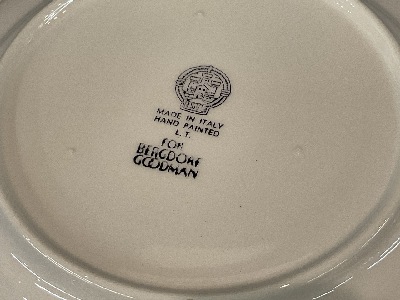 MADE IN ITALY
HAND PAINTED
L. T.
FOR
BERGDORF
GOODMAN